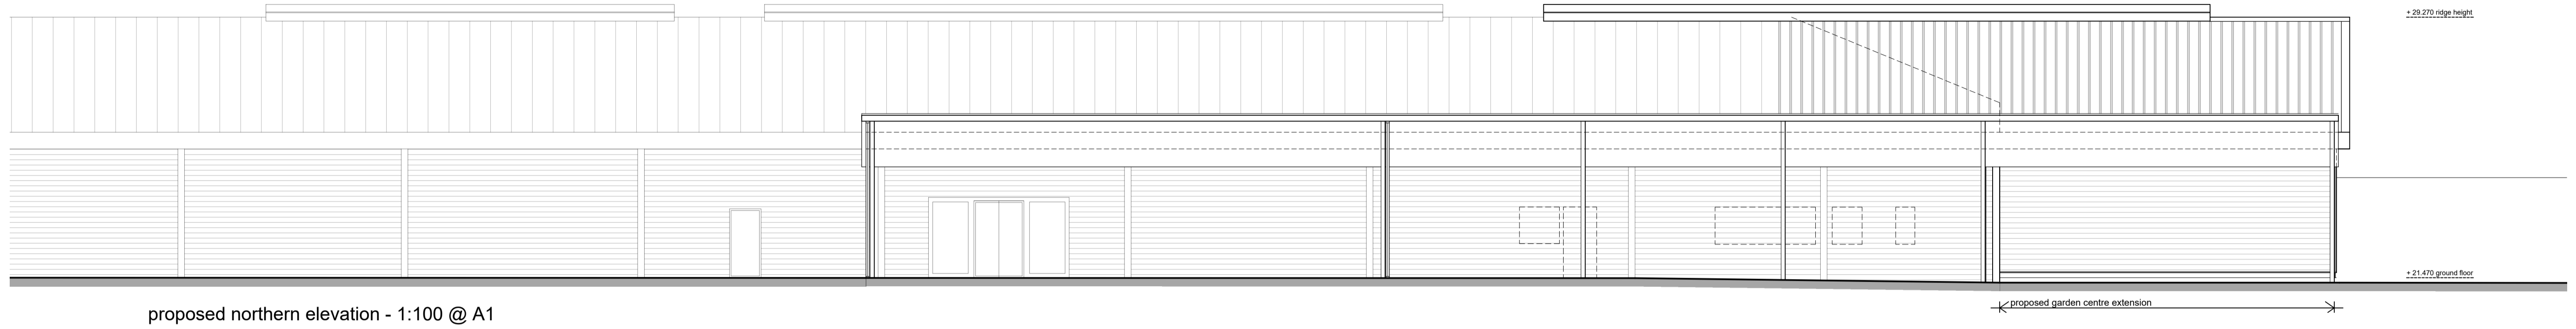 + 29.270 ridge height
+ 21.470 ground floor
proposed garden centre extension
proposed northern elevation - 1:100 @ A1